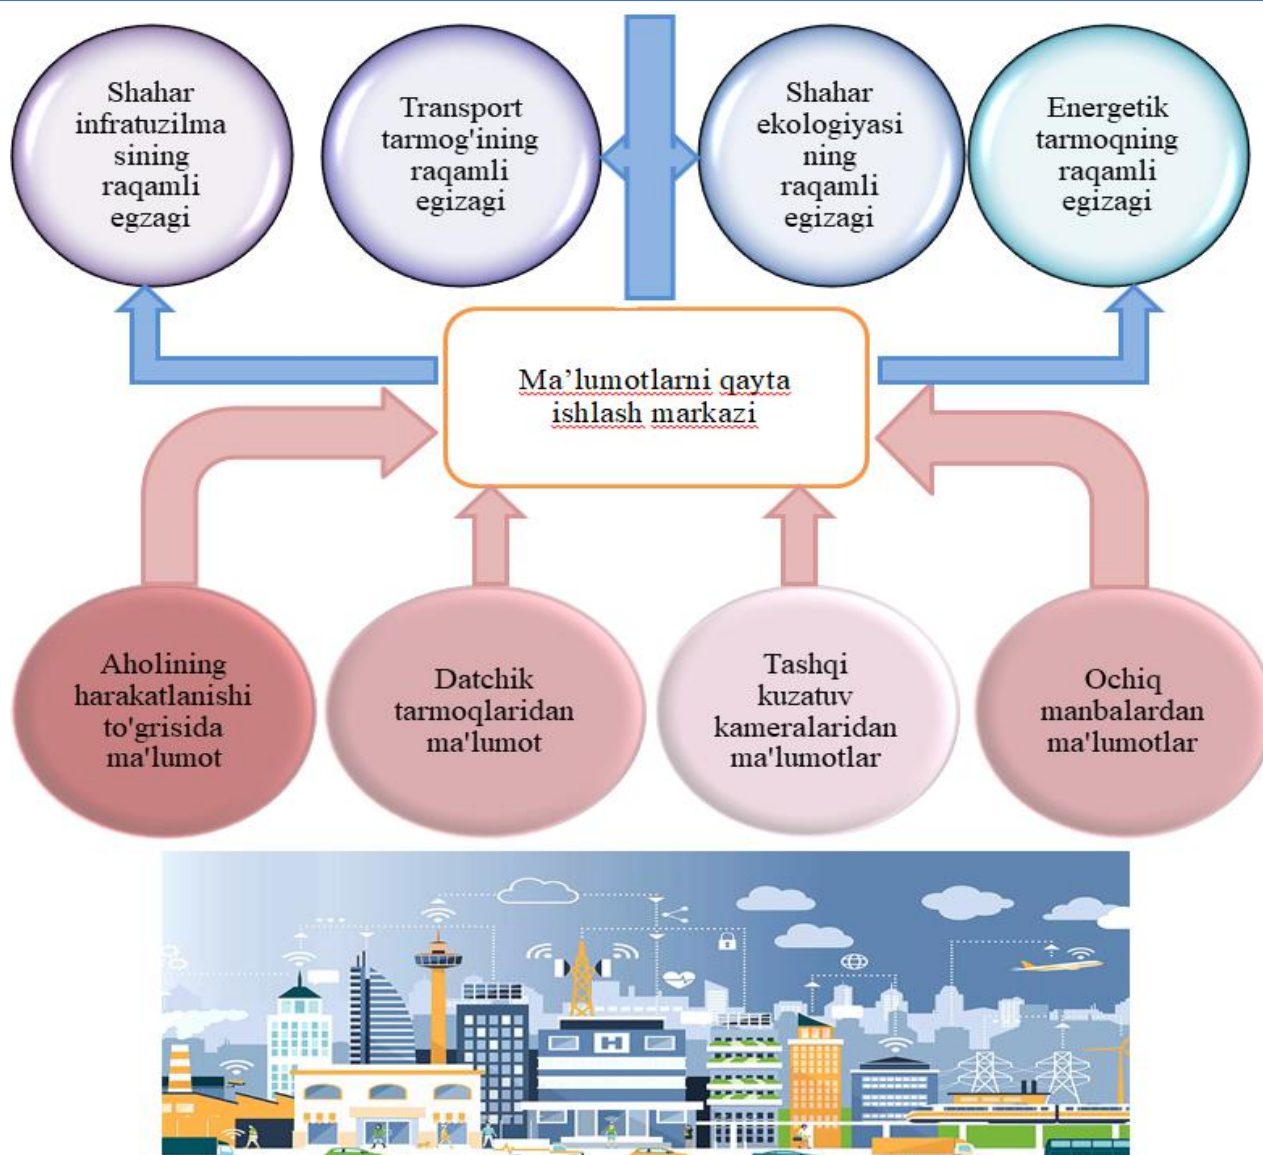 Shahar
infratuzilma
sining
raqamli
egzagi
Transport
tarmog'ining
raqamli
egizagi
Shahar
ekologiyasi
ning
raqamli
egizagi
Energetik
tarmoqning
raqamli
egizagi
Ma’lumotlarni qayta
ishlash markazi
Aholining
harakatlanishi
to'grisida
ma'lumot
Datchik
tarmoqlaridan
ma'lumot
Tashqi
kuzatuv
kameralaridan
ma'lumotlar
Ochiq
manbalardan
ma'lumotlar
H